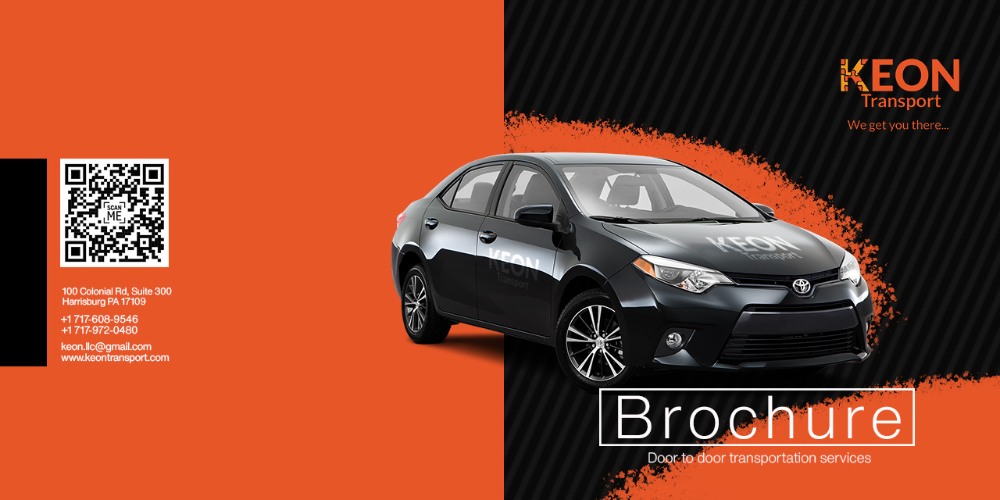 SCAN
ME
100 Colonial Rd, Suite 300
Harrisburg PA 17109
+1 717-608-9546
+1 717-972-0480
keon.llc@gmail.com
www.keontransport.com
KEON
Transport
We get you there...
KEON
Transport
KEON
Transport
Brochure
Door to door transportation services